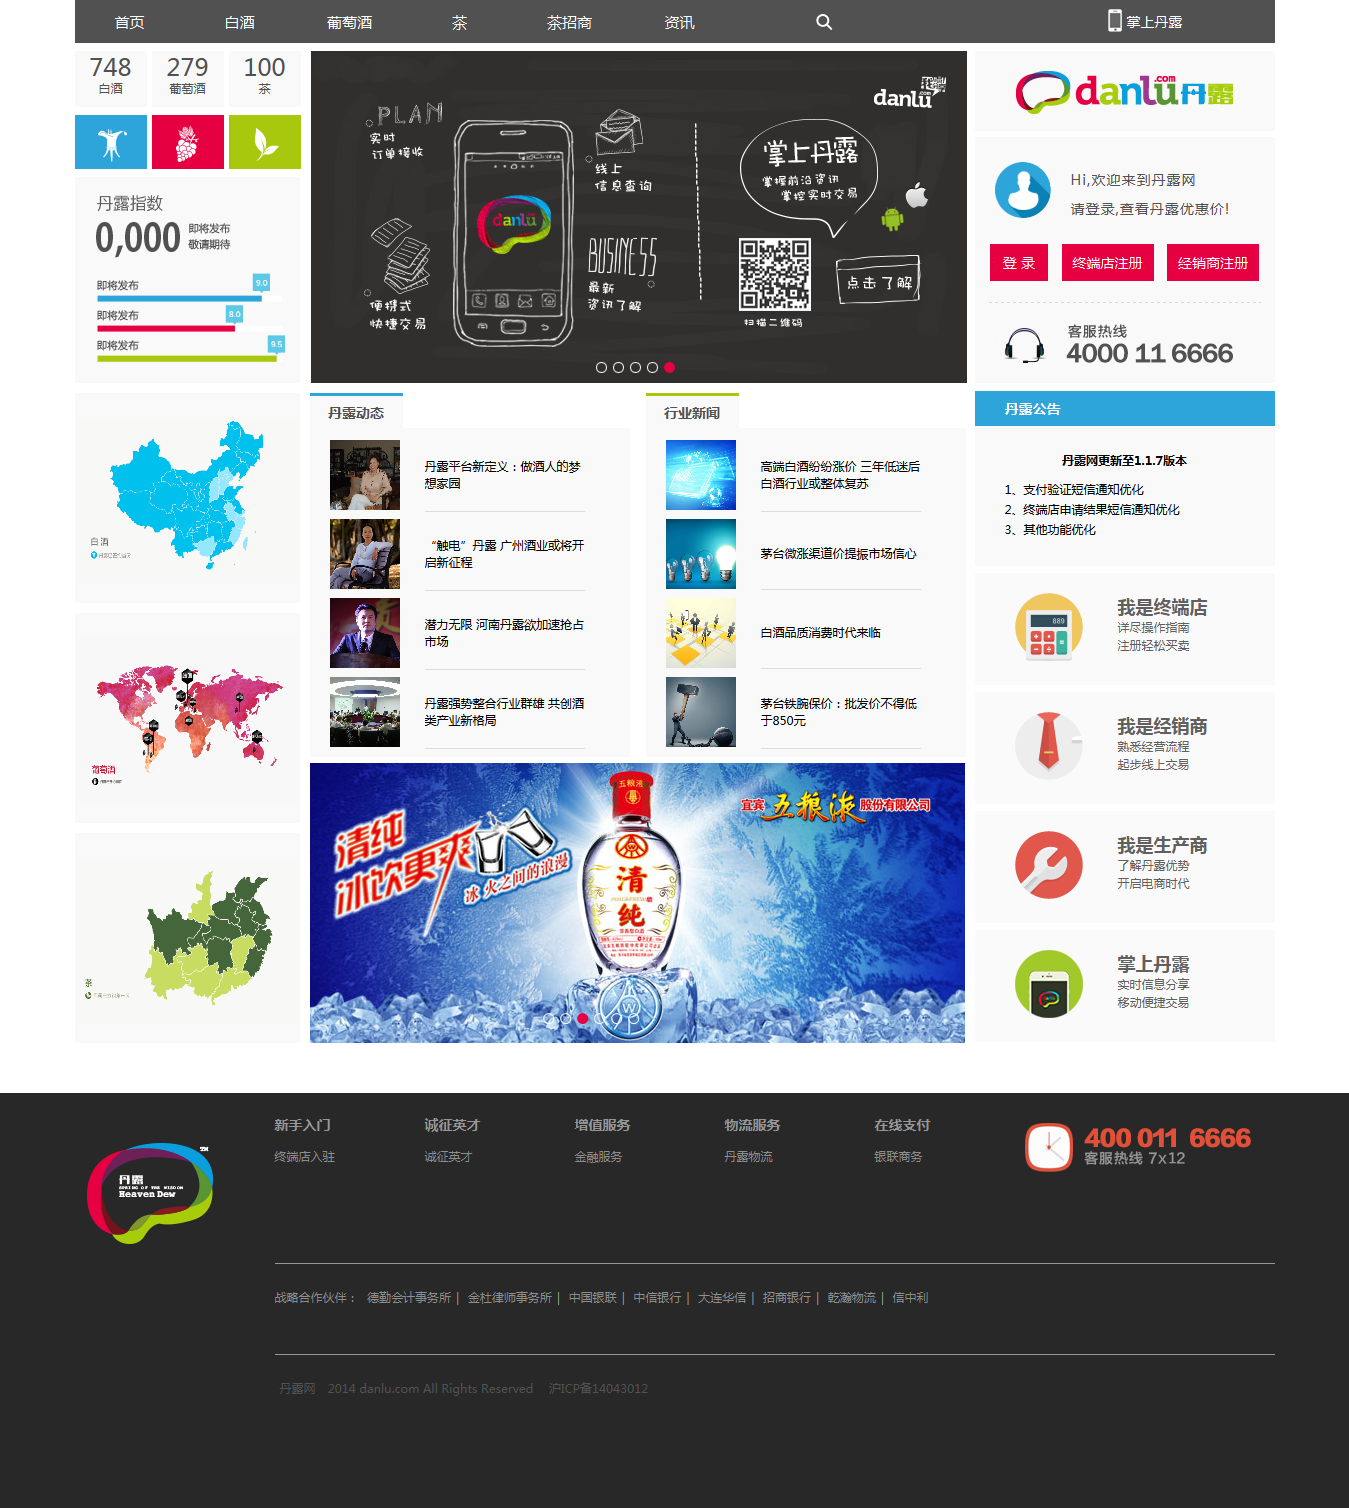 首页
白酒
葡萄酒
茶
茶招商
资讯
掌上丹露
748
白酒
279
葡萄酒
100
茶
丹露指数
0,000
即将发布
敬请期待
即将发布
9.0
即将发布
8.0
即将发布
9.5
PLAN
实时
订单接收
线上
信息查询
danlu
BUSINESS
最新
资讯了解
便携式
快捷交易
danlu
.com
掌上丹露
掌握前沿资讯
掌控实时交易
扫描二维码
点击了解
danlu丹露
.com
Hi,欢迎来到丹露网
请登录,查看丹露优惠价!
登 录
终端店注册
经销商注册
客服热线
4000 11 6666
白酒
葡萄酒
茶
丹露动态
丹露平台新定义：做酒人的梦
想家园
“触电”丹露 广州酒业或将开
启新征程
潜力无限 河南丹露欲加速抢占
市场
丹露强势整合行业群雄 共创酒
类产业新格局
行业新闻
高端白酒纷纷涨价 三年低迷后
白酒行业或整体复苏
茅台微涨渠道价提振市场信心
白酒品质消费时代来临
茅台铁腕保价：批发价不得低
于850元
丹露公告
丹露网更新至1.1.7版本
1、支付验证短信通知优化
2、终端店申请结果短信通知优化
3、其他功能优化
889
我是终端店
详尽操作指南
注册轻松买卖
我是经销商
熟悉经营流程
起步线上交易
我是生产商
了解丹露优势
开启电商时代
掌上丹露
实时信息分享
移动便捷交易
清纯
冰饮更爽
冰火之间的浪漫
五粮液
清纯
宜宾五粮液股份有限公司
丹露
SPRING OF THE WISDOM
Heaven Dew
TM
新手入门
终端店入驻
诚征英才
诚征英才
增值服务
金融服务
物流服务
丹露物流
在线支付
银联商务
400 011 6666
客服热线 7x12
战略合作伙伴： 德勤会计事务所 | 金杜律师事务所 | 中国银联 | 中信银行 | 大连华信 | 招商银行 | 乾瀚物流 | 信中利
丹露网 2014 danlu.com All Rights Reserved 沪ICP备14043012